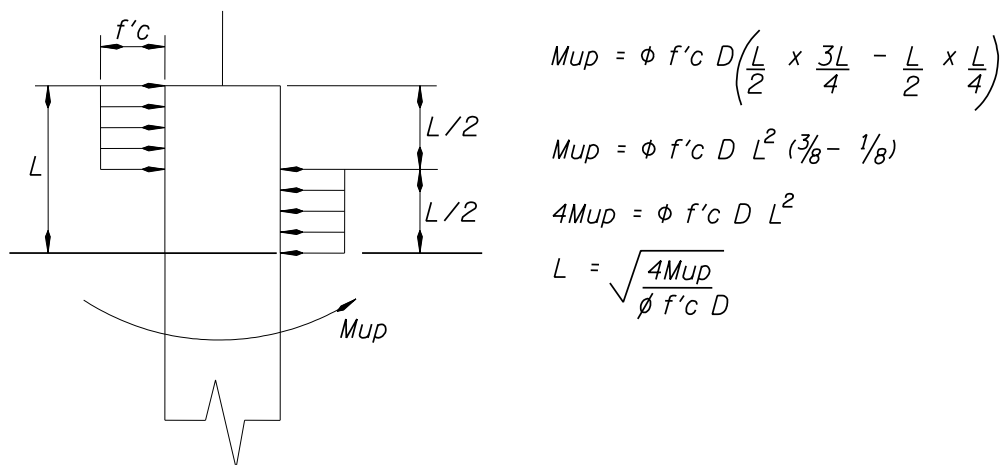 f'c
L
L/2
L/2
Mup
Mup = ϕ f'c D(L/2 x 3L/4 - L/2 x L/4)
Mup = ϕ f'c D L² (3/8 - 1/8)
4Mup = ϕ f'c D L²
L = √(4Mup / ϕ f'c D)